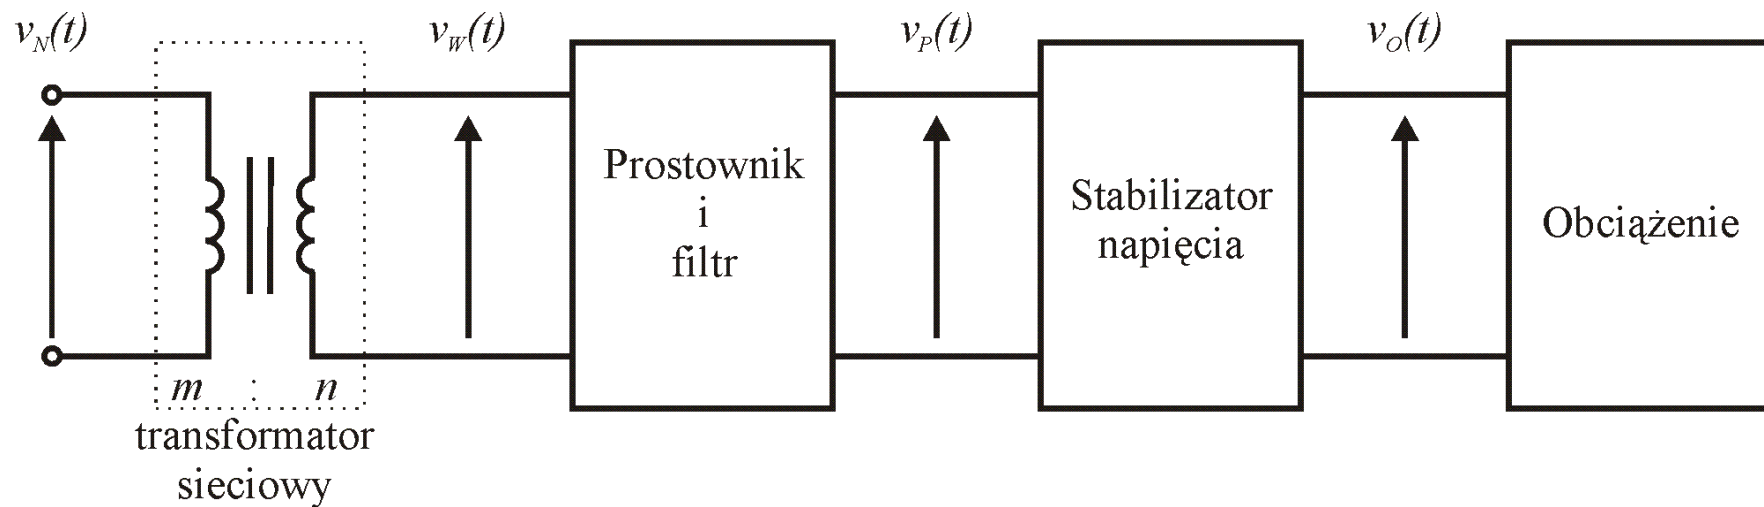 v_N(t)
v_W(t)
v_P(t)
v_O(t)
Prostownik
i
filtr
Stabilizator
napięcia
Obciążenie
m : n
transformator
sieciowy